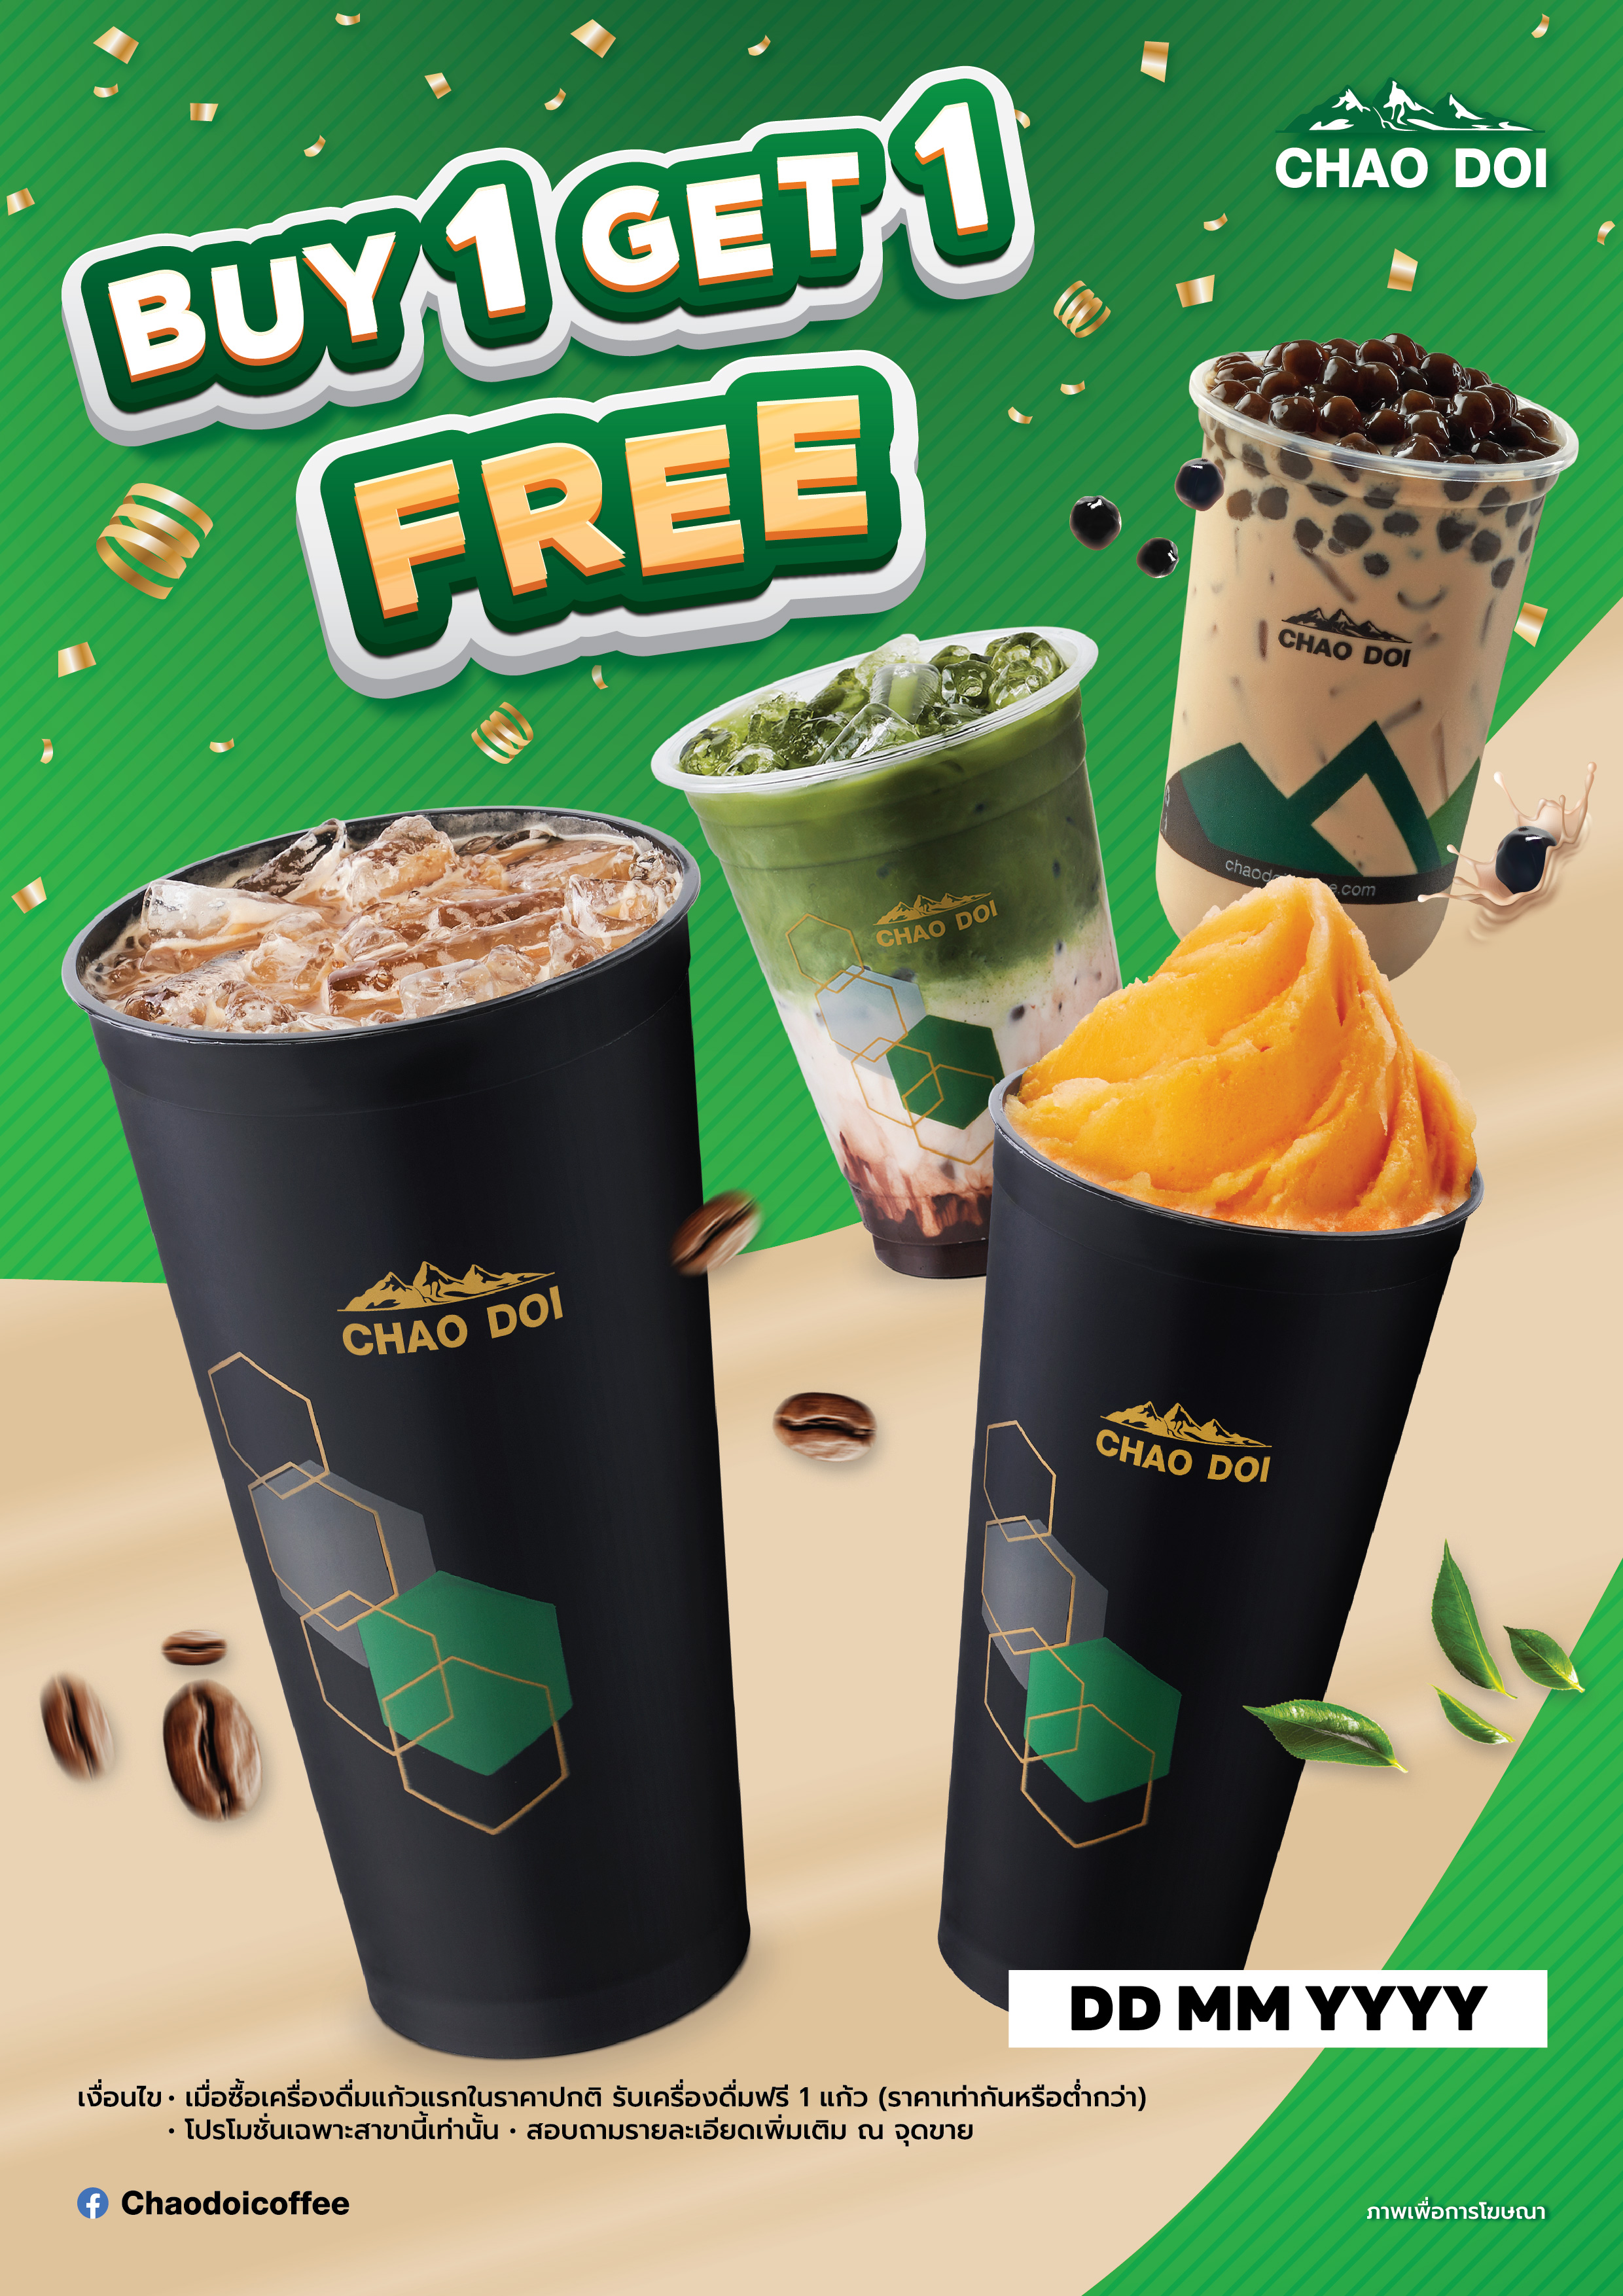 BUY 1 GET 1
FREE
CHAO DOI
CHAO DOI
chaod
e.com
CHAO DOI
CHAO DOI
CHAO DOI
DD MM YYYY
เงื่อนไข • เมื่อซื้อเครื่องดื่มแก้วแรกในราคาปกติ รับเครื่องดื่มฟรี 1 แก้ว (ราคาเท่ากันหรือต่ำกว่า)
• โปรโมชั่นเฉพาะสาขานี้เท่านั้น • สอบถามรายละเอียดเพิ่มเติม ณ จุดขาย
Chaodoicoffee
ภาพเพื่อการโฆษณา